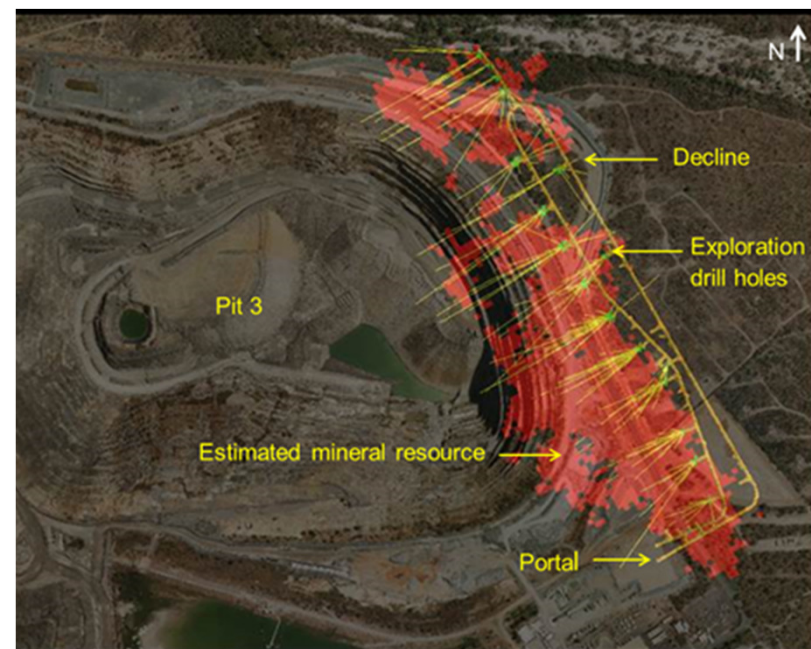 N
Decline
Exploration
drill holes
Pit 3
Estimated mineral resource
Portal